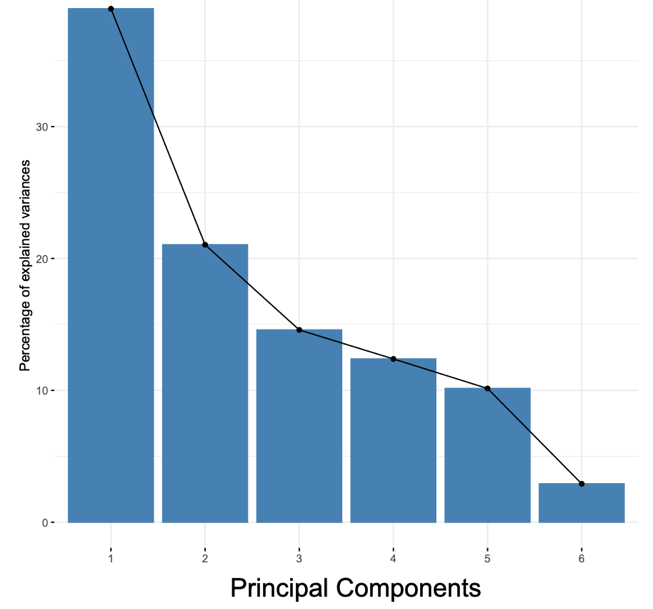 Percentage of explained variances
30
20
10
0
1 2 3 4 5 6
Principal Components